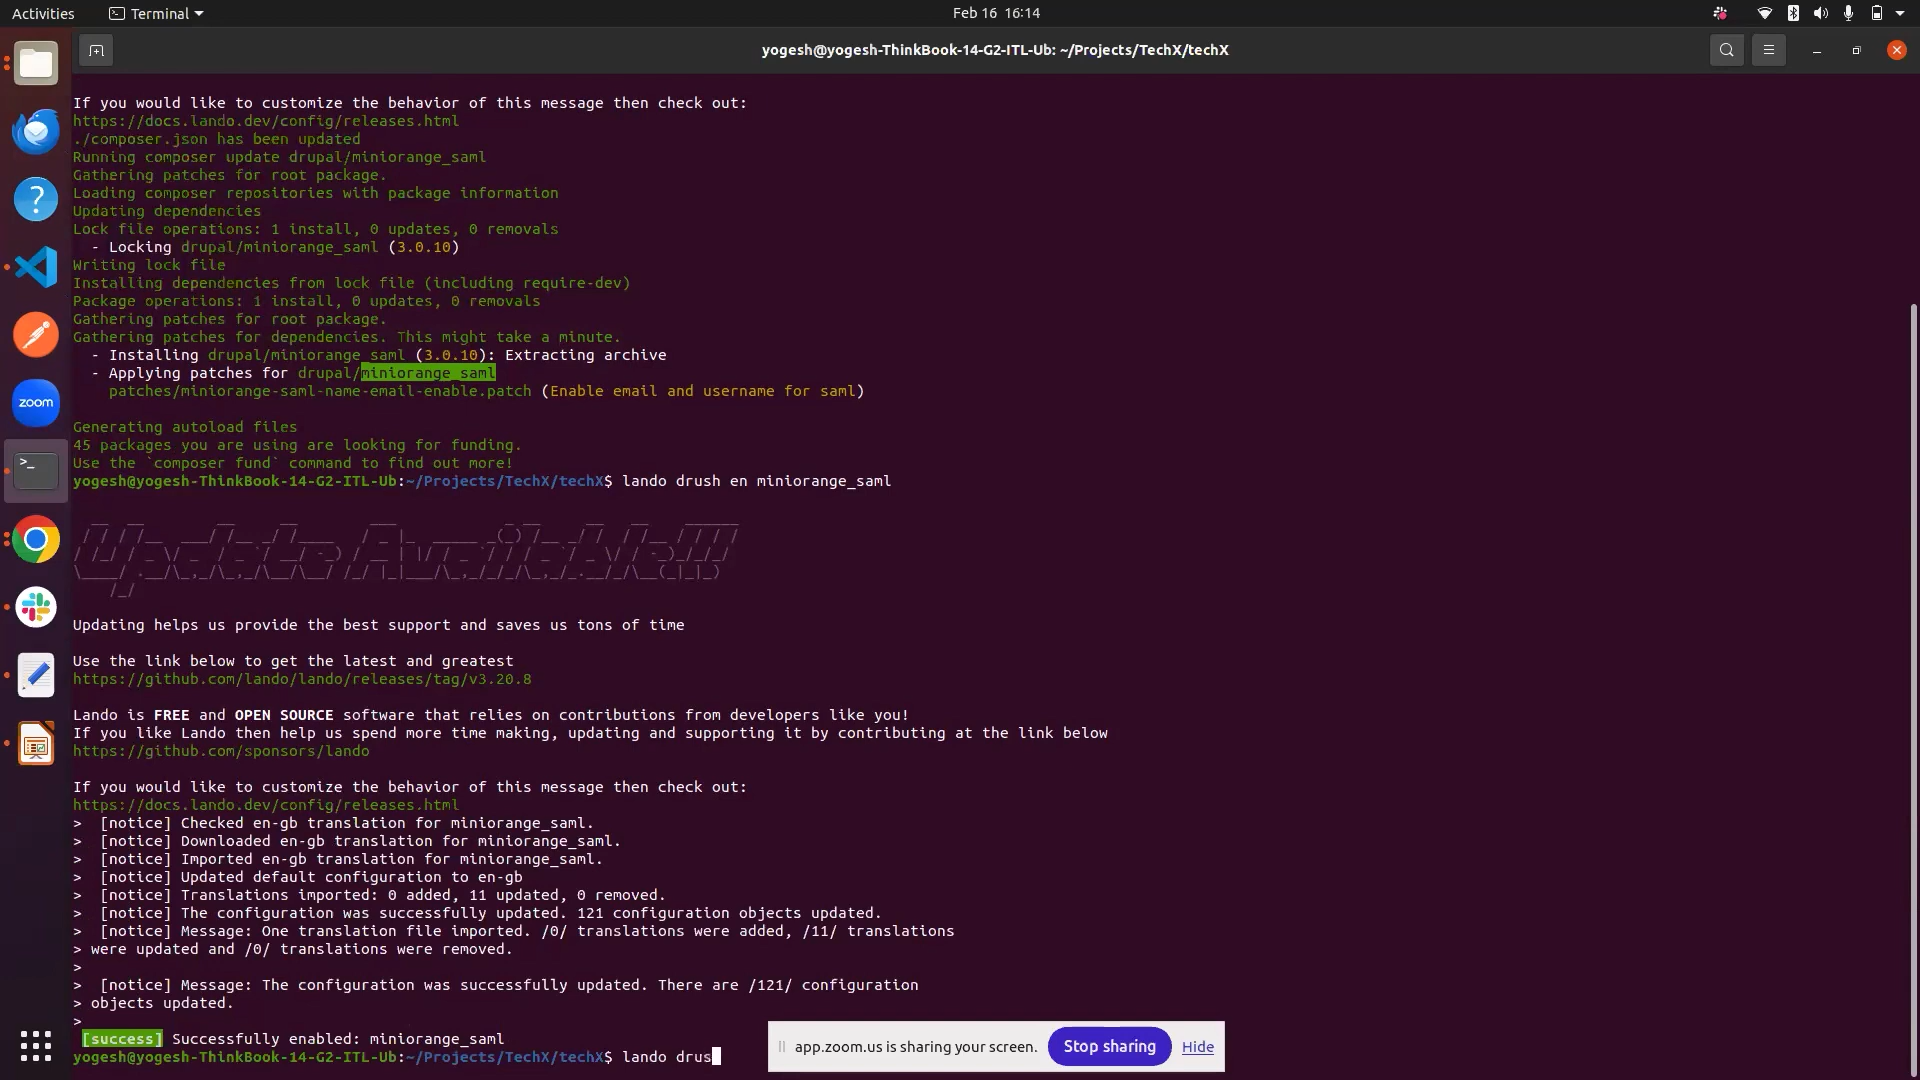 Activities
Terminal
Feb 16 16:14
yogesh@yogesh-ThinkBook-14-G2-ITL-Ub: ~/Projects/TechX/techX
If you would like to customize the behavior of this message then check out:
https://docs.lando.dev/config/releases.html
./composer.json has been updated
Running composer update drupal/miniorange_saml
Gathering patches for root package.
Loading composer repositories with package information
Updating dependencies
Lock file operations: 1 install, 0 updates, 0 removals
- Locking drupal/miniorange_saml (3.0.10)
Writing lock file
Installing dependencies from lock file (including require-dev)
Package operations: 1 install, 0 updates, 0 removals
Gathering patches for root package.
Gathering patches for dependencies. This might take a minute.
- Installing drupal/miniorange_saml (3.0.10): Extracting archive
- Applying patches for drupal/miniorange_saml
patches/miniorange-saml-name-email-enable.patch (Enable email and username for saml)
Generating autoload files
45 packages you are using are looking for funding.
Use the `composer fund` command to find out more!
yogesh@yogesh-ThinkBook-14-G2-ITL-Ub:~/Projects/TechX/techX$ lando drush en miniorange_saml
Update Available!!!
Updating helps us provide the best support and saves us tons of time
Use the link below to get the latest and greatest
https://github.com/lando/lando/releases/tag/v3.20.8
Lando is FREE and OPEN SOURCE software that relies on contributions from developers like you!
If you like Lando then help us spend more time making, updating and supporting it by contributing at the link below
https://github.com/sponsors/lando
If you would like to customize the behavior of this message then check out:
https://docs.lando.dev/config/releases.html
> [notice] Checked en-gb translation for miniorange_saml.
> [notice] Downloaded en-gb translation for miniorange_saml.
> [notice] Imported en-gb translation for miniorange_saml.
> [notice] Updated default configuration to en-gb
> [notice] Translations imported: 0 added, 11 updated, 0 removed.
> [notice] The configuration was successfully updated. 121 configuration objects updated.
> [notice] Message: One translation file imported. /0/ translations were added, /11/ translations
> were updated and /0/ translations were removed.
>
> [notice] Message: The configuration was successfully updated. There are /121/ configuration
> objects updated.
>
[success] Successfully enabled: miniorange_saml
yogesh@yogesh-ThinkBook-14-G2-ITL-Ub:~/Projects/TechX/techX$ lando drus
app.zoom.us is sharing your screen.
Stop sharing
Hide
zoom